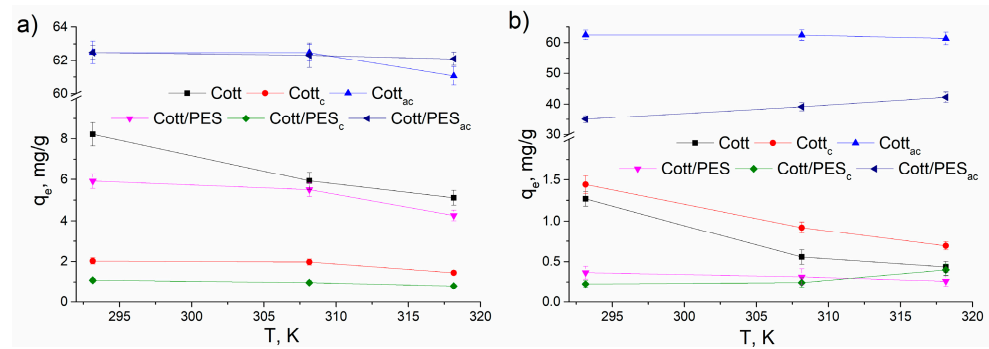 a)
64
62
60
8
6
4
2
0
q_e, mg/g
Cott Cott_c Cott_ac
Cott/PES Cott/PES_c Cott/PES_ac
295 300 305 310 315 320
T, K
b)
60
50
40
30
1.5
1.0
0.5
0.0
q_e, mg/g
Cott Cott_c Cott_ac
Cott/PES Cott/PES_c Cott/PES_ac
295 300 305 310 315 320
T, K